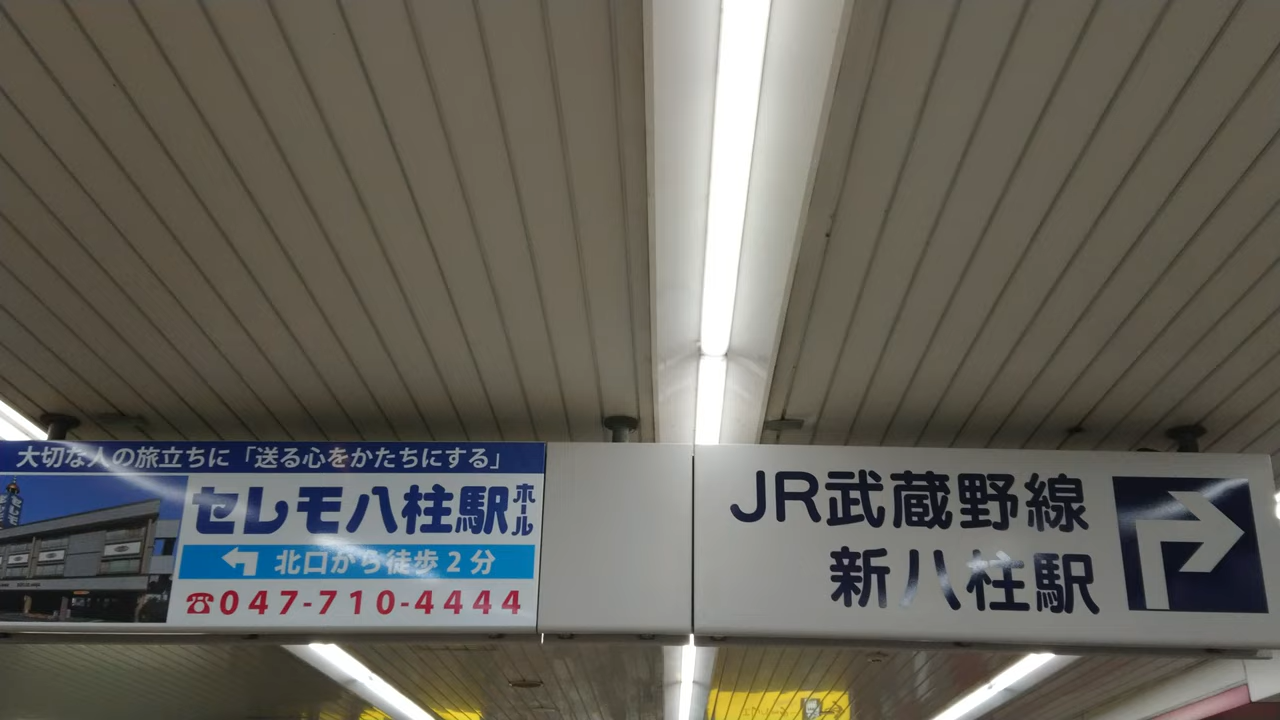 大切な人の旅立ちに「送る心をかたちにする」
セレモ八柱駅ホール
北口から徒歩2分
☎047-710-4444
JR武蔵野線
新八柱駅